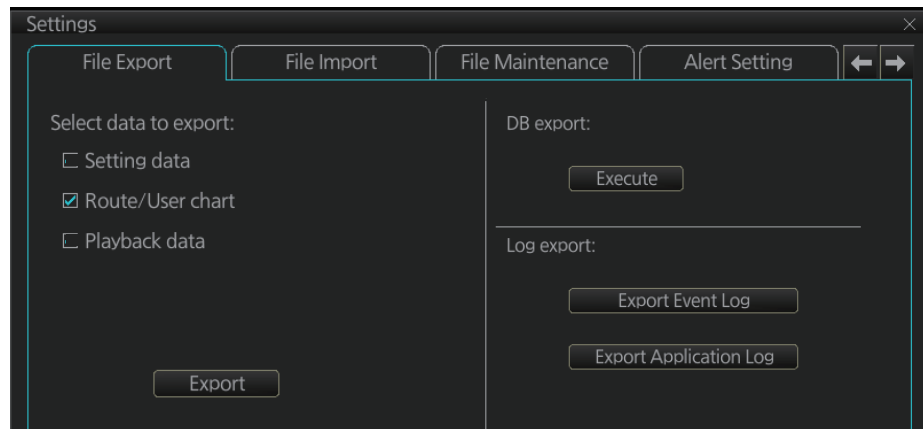 Settings
File Export
File Import
File Maintenance
Alert Setting
Select data to export:
Setting data
Route/User chart
Playback data
Export
DB export:
Execute
Log export:
Export Event Log
Export Application Log